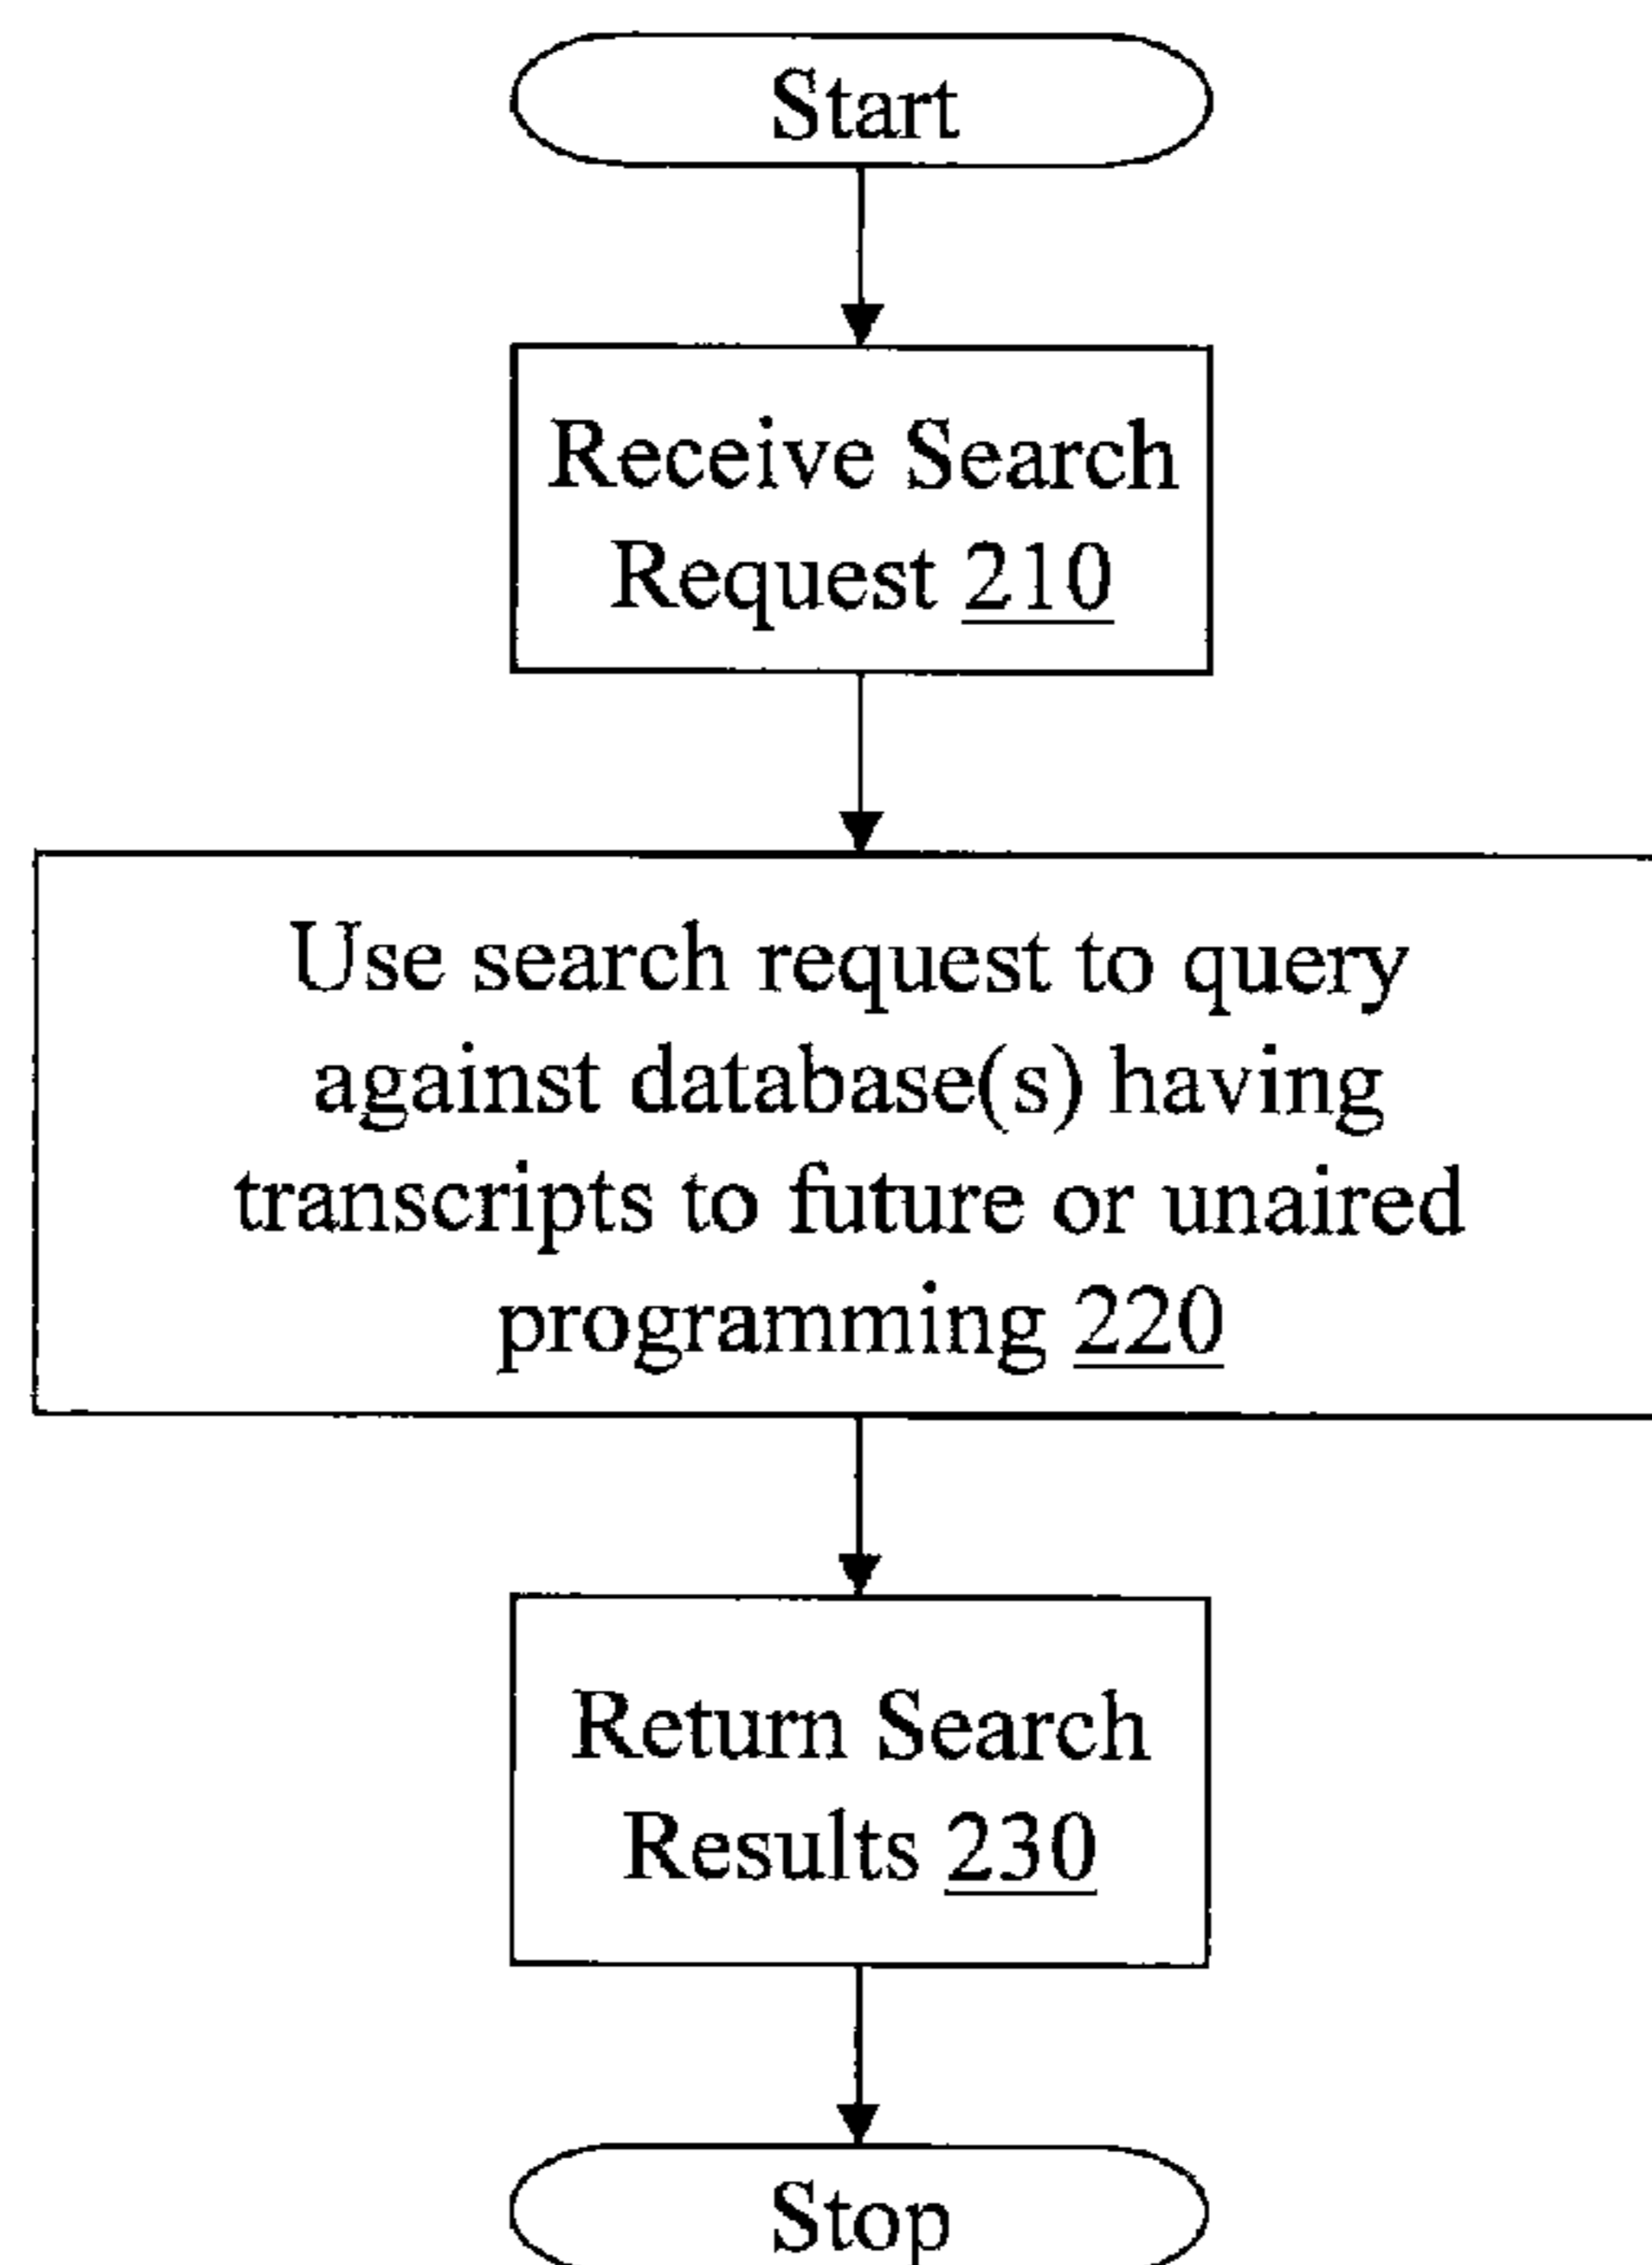 Start
Receive Search
Request 210
Use search request to query
against database(s) having
transcripts to future or unaired
programming 220
Return Search
Results 230
Stop